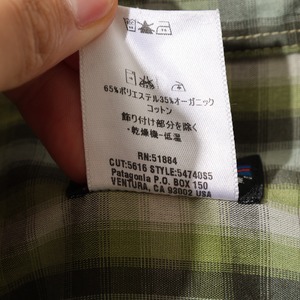 65%ポリエステル35%オーガニック
コットン
飾り付け部分を除く
・乾燥機-低温
RN:51884
CUT:5616 STYLE:54740S5
Patagonia P.O. BOX 150
VENTURA, CA 93002 USA